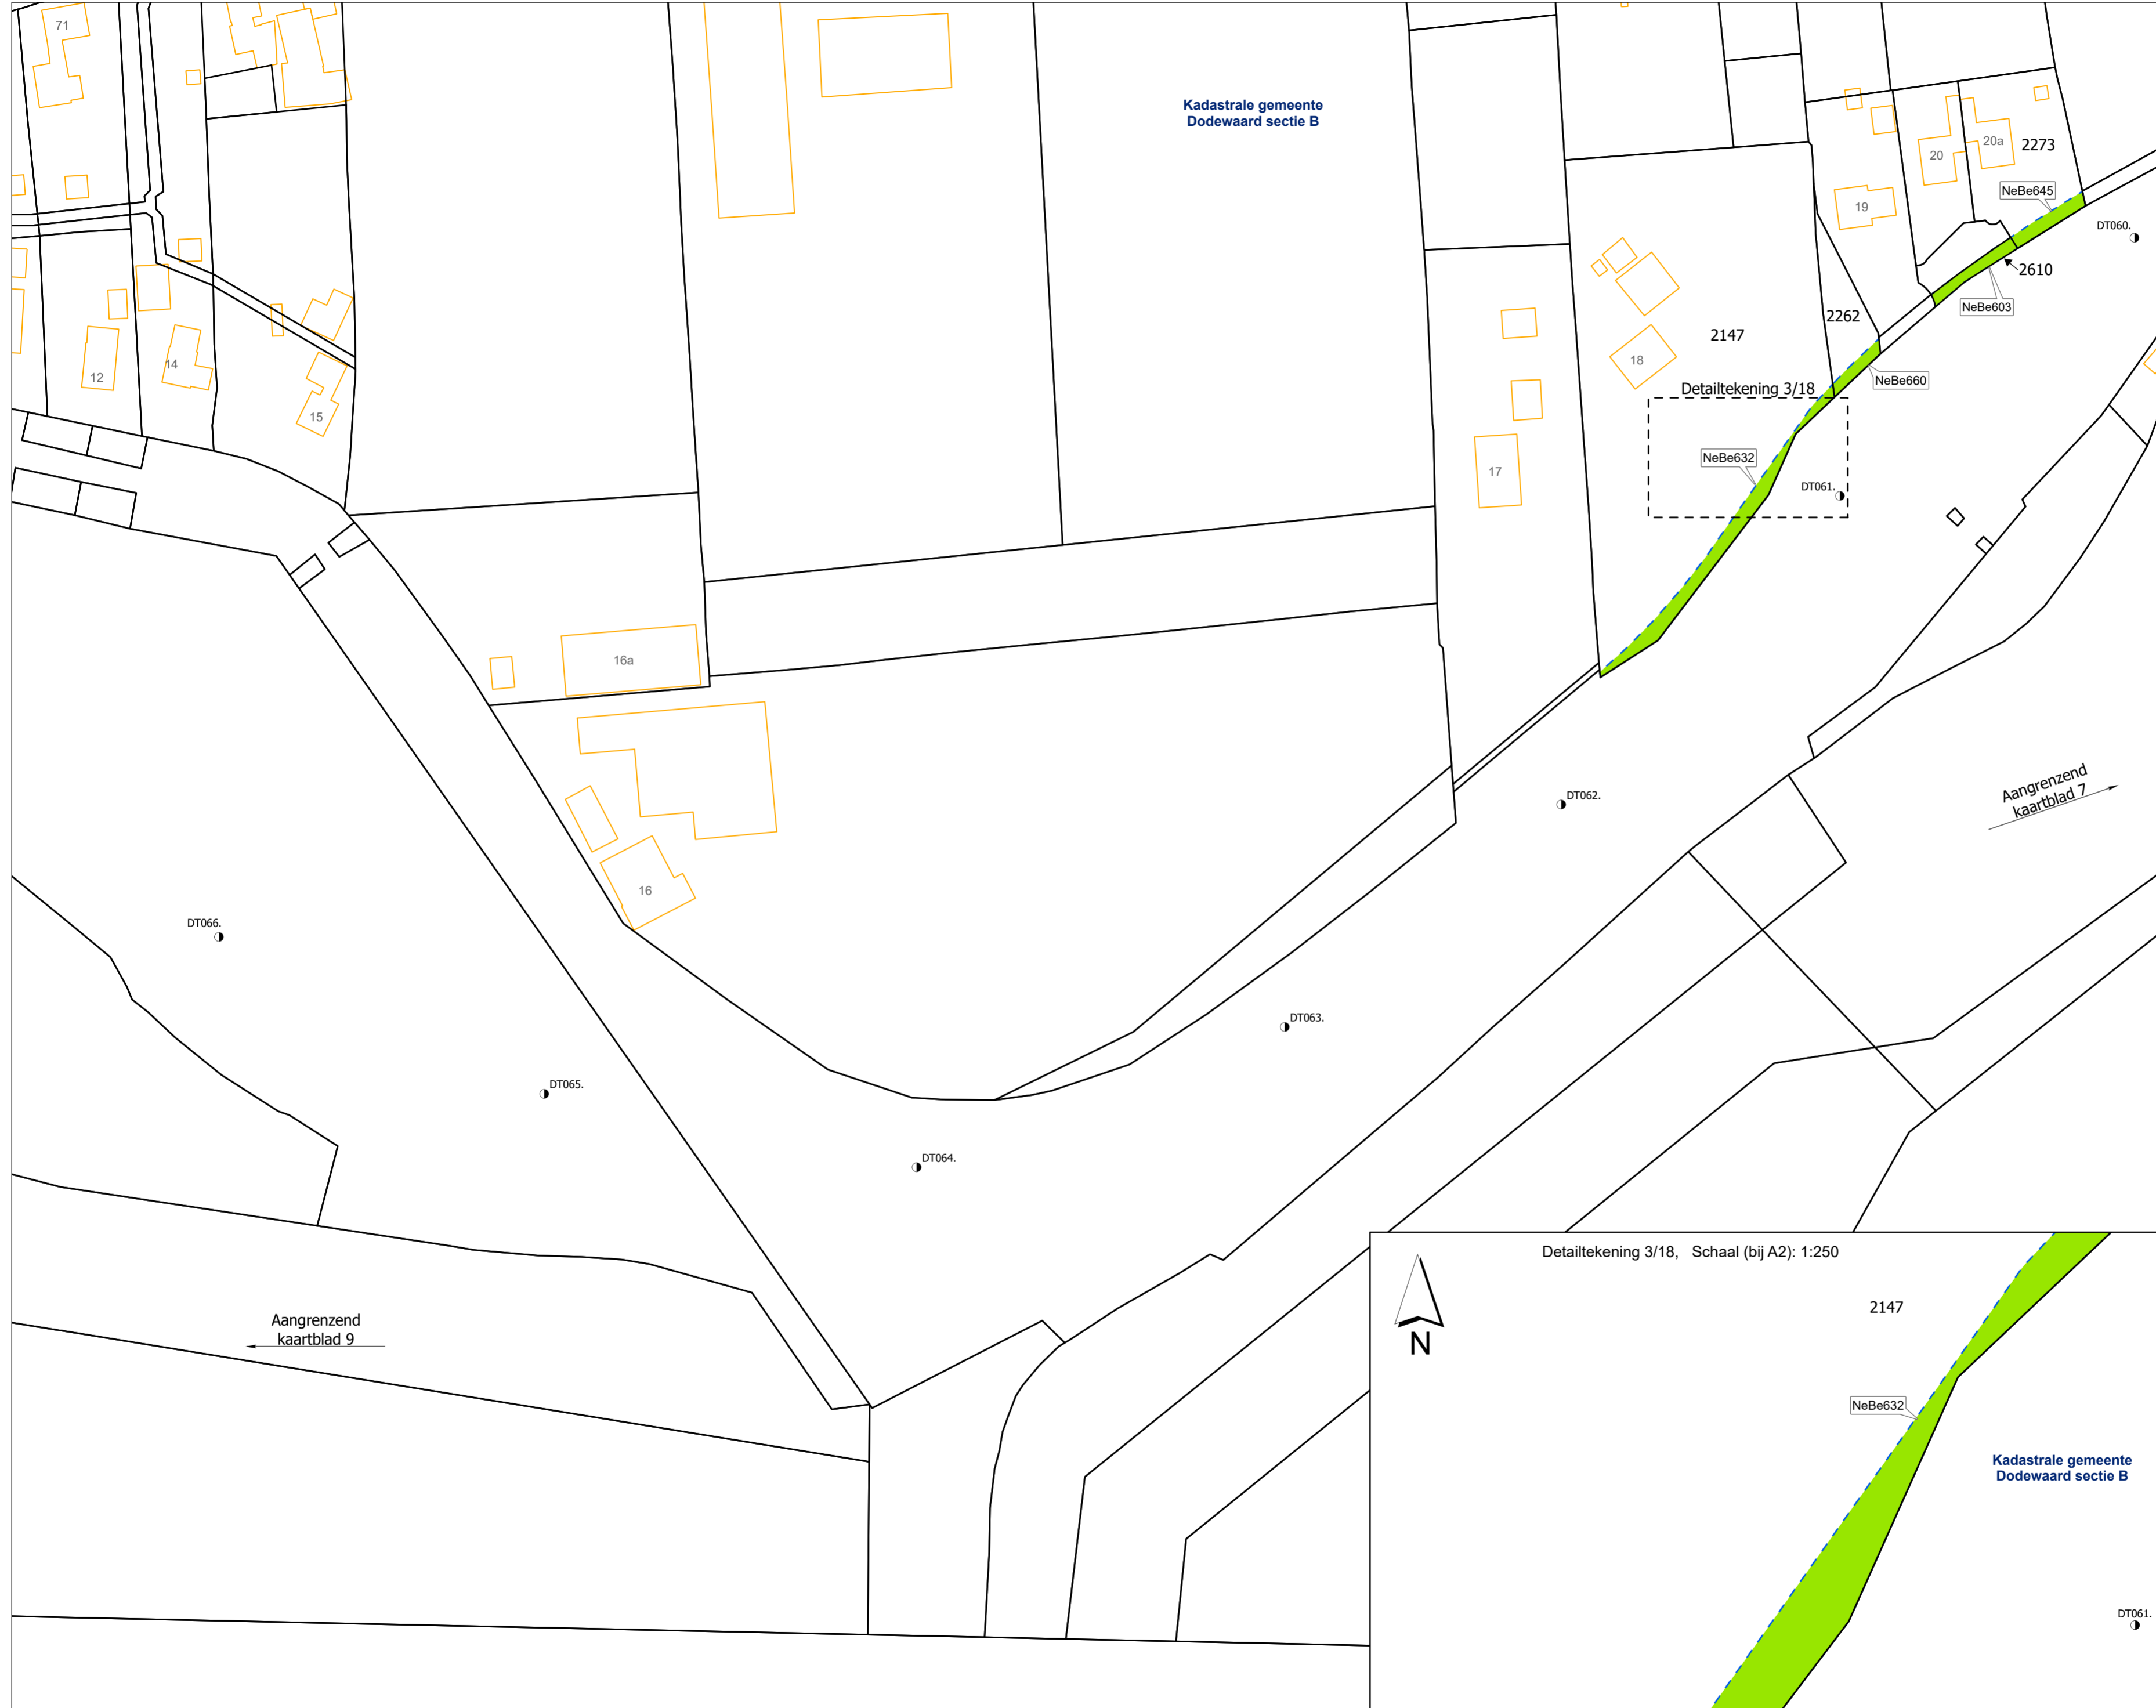 71
Kadastrale gemeente
Dodewaard sectie B
20
20a
2273
NeBe645
19
DT060.
2610
NeBe603
2262
2147
18
NeBe660
Detailtekening 3/18
12
14
15
17
NeBe632
DT061.
16a
Aangrenzend
kaartblad 7
DT062.
16
DT066.
DT063.
DT065.
DT064.
Aangrenzend
kaartblad 9
Detailtekening 3/18, Schaal (bij A2): 1:250
N
2147
NeBe632
Kadastrale gemeente
Dodewaard sectie B
DT061.